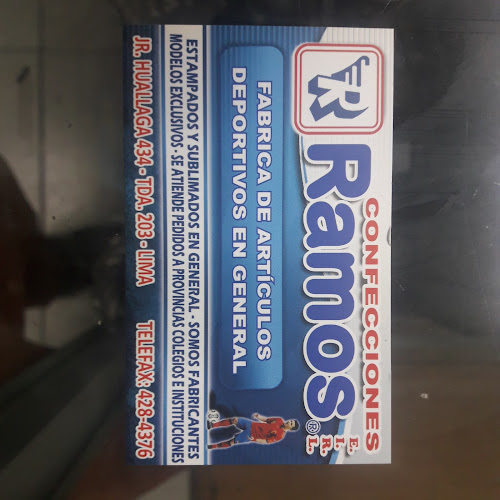 R
CONFECCIONES
Ramos® E.I.R.L.
FABRICA DE ARTÍCULOS
DEPORTIVOS EN GENERAL
ESTAMPADOS Y SUBLIMADOS EN GENERAL - SOMOS FABRICANTES
MODELOS EXCLUSIVOS - SE ATIENDE PEDIDOS A PROVINCIAS COLEGIOS E INSTITUCIONES
JR. HUALLAGA 434 - TDA. 203 - LIMA TELEFAX: 428-4376